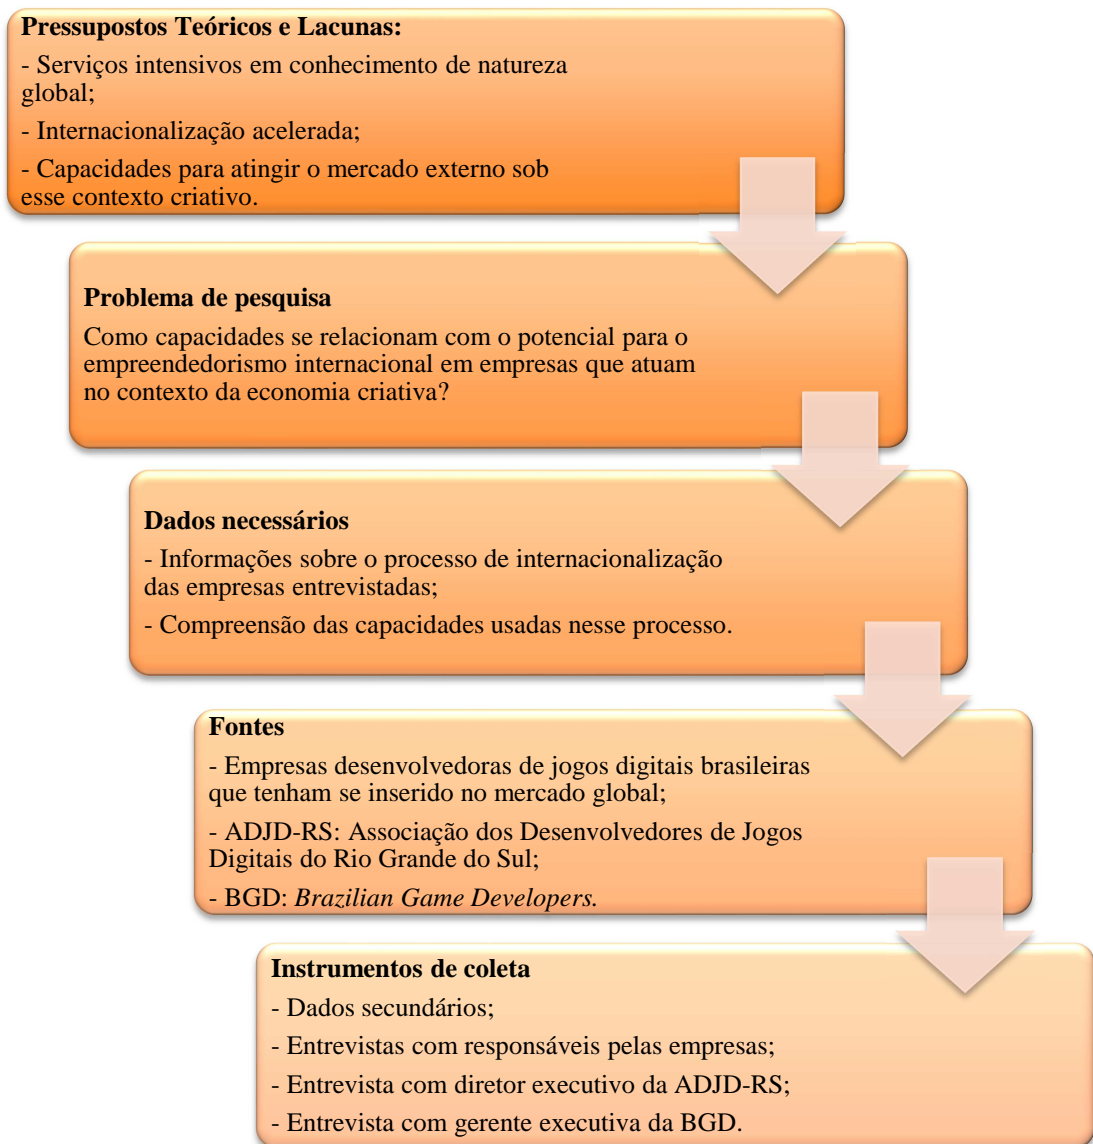 Pressupostos Teóricos e Lacunas:
- Serviços intensivos em conhecimento de natureza
global;
- Internacionalização acelerada;
- Capacidades para atingir o mercado externo sob
esse contexto criativo.
Problema de pesquisa
Como capacidades se relacionam com o potencial para o
empreendedorismo internacional em empresas que atuam
no contexto da economia criativa?
Dados necessários
- Informações sobre o processo de internacionalização
das empresas entrevistadas;
- Compreensão das capacidades usadas nesse processo.
Fontes
- Empresas desenvolvedoras de jogos digitais brasileiras
que tenham se inserido no mercado global;
- ADJD-RS: Associação dos Desenvolvedores de Jogos
Digitais do Rio Grande do Sul;
- BGD: Brazilian Game Developers.
Instrumentos de coleta
- Dados secundários;
- Entrevistas com responsáveis pelas empresas;
- Entrevista com diretor executivo da ADJD-RS;
- Entrevista com gerente executiva da BGD.